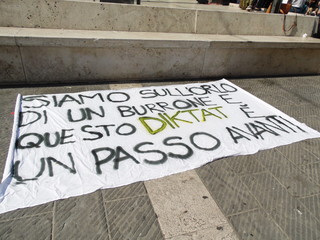 SIAMO SULL'ORLO
DI UN BURRONE E
QUESTO DIKTAT È
UN PASSO AVANTI